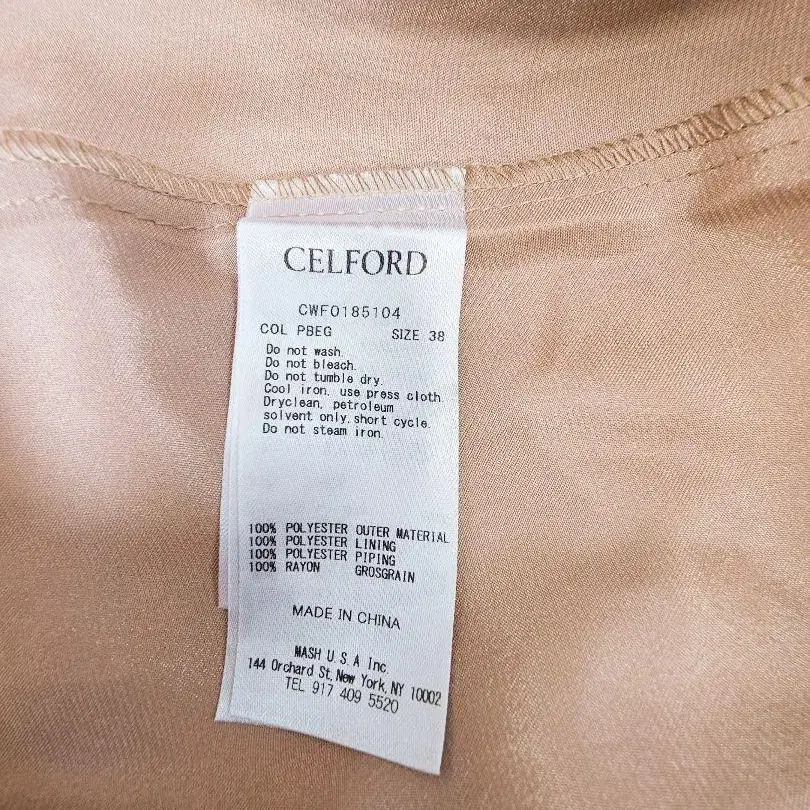 CELFORD
CWFO185104
COL PBEG SIZE 38
Do not wash.
Do not bleach.
Do not tumble dry.
Cool iron, use press cloth.
Dryclean, petroleum
solvent only, short cycle.
Do not steam iron.
100% POLYESTER OUTER MATERIAL
100% POLYESTER LINING
100% POLYESTER PIPING
100% RAYON GROSGRAIN
MADE IN CHINA
MASH U.S.A Inc.
144 Orchard St, New York, NY 10002
TEL 917 409 5520